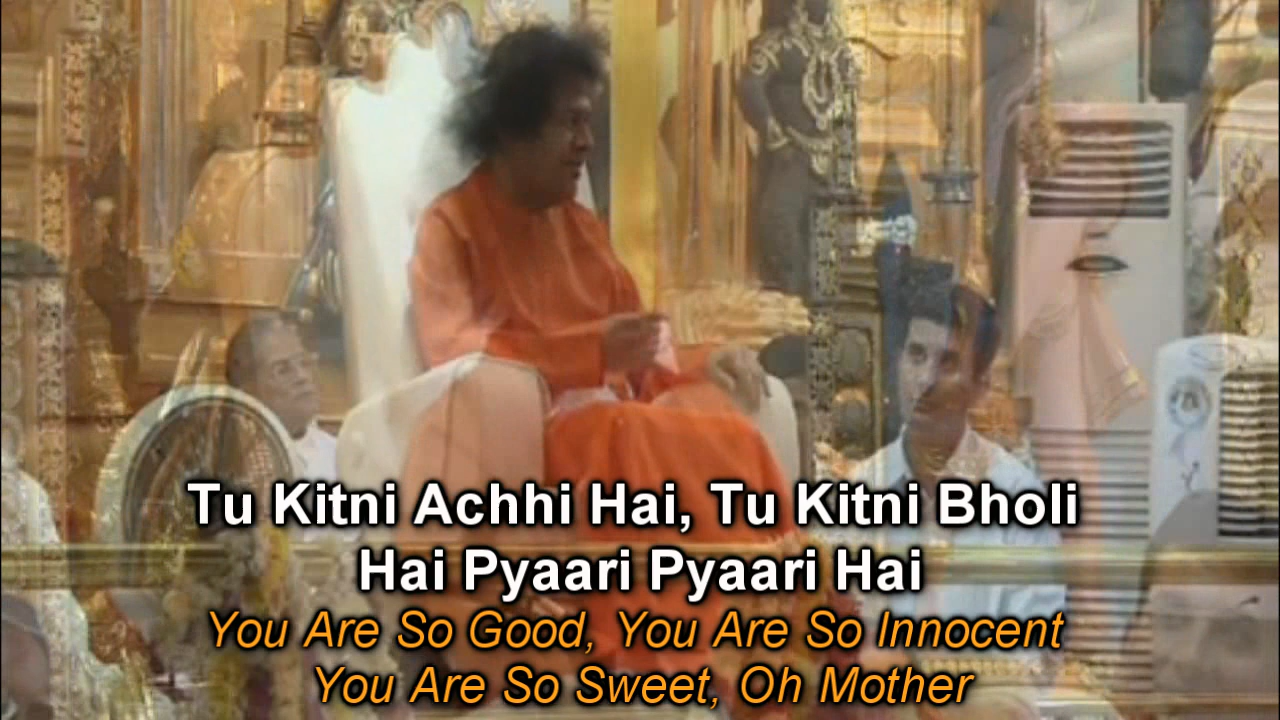 Tu Kitni Achhi Hai, Tu Kitni Bholi
Hai Pyaari Pyaari Hai
You Are So Good, You Are So Innocent
You Are So Sweet, Oh Mother